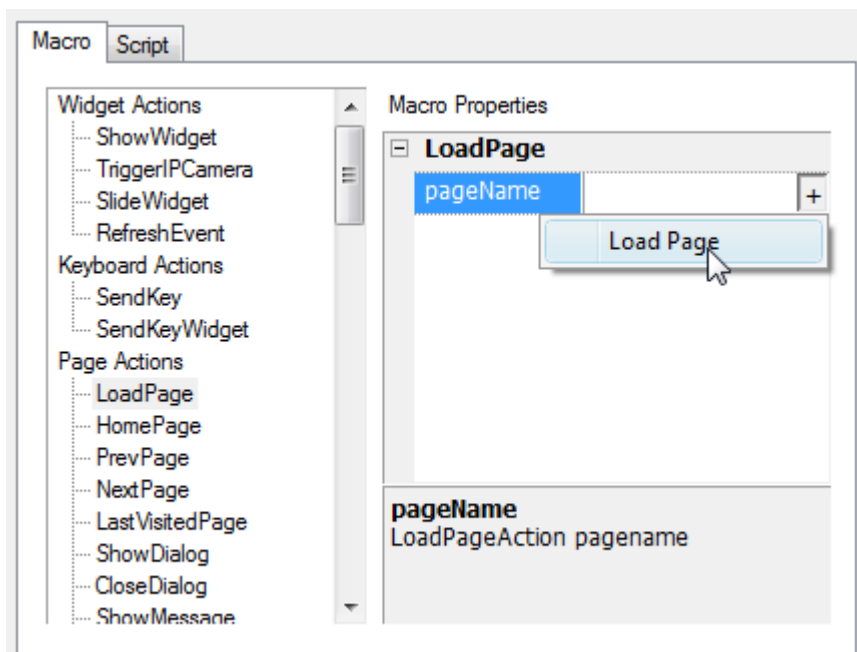 Macro
Script
Widget Actions
ShowWidget
TriggerIPCamera
SlideWidget
RefreshEvent
Keyboard Actions
SendKey
SendKeyWidget
Page Actions
LoadPage
HomePage
PrevPage
NextPage
LastVisitedPage
ShowDialog
CloseDialog
ShowMessage
Macro Properties
LoadPage
pageName
+
Load Page
pageName
LoadPageAction pagename